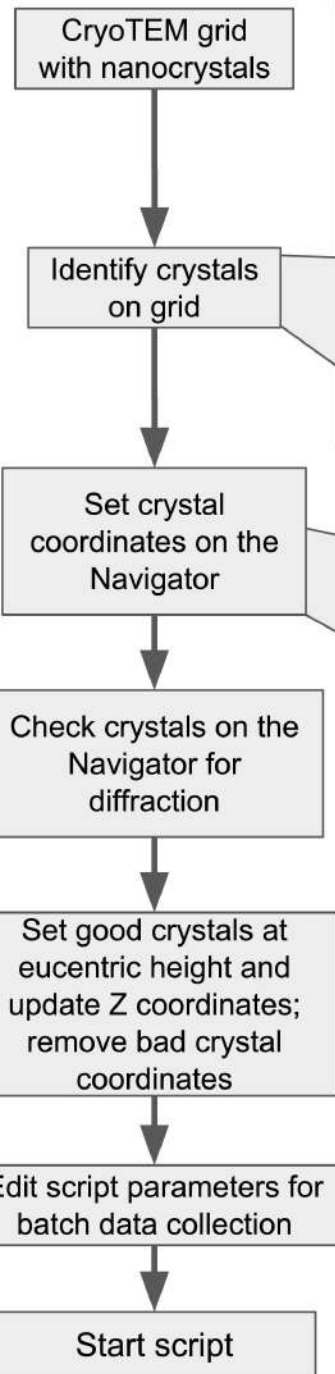 CryoTEM grid
with nanocrystals
Identify crystals
on grid
Set crystal
coordinates on the
Navigator
Check crystals on the
Navigator for
diffraction
Set good crystals at
eucentric height and
update Z coordinates;
remove bad crystal
coordinates
Edit script parameters for
batch data collection
Start script